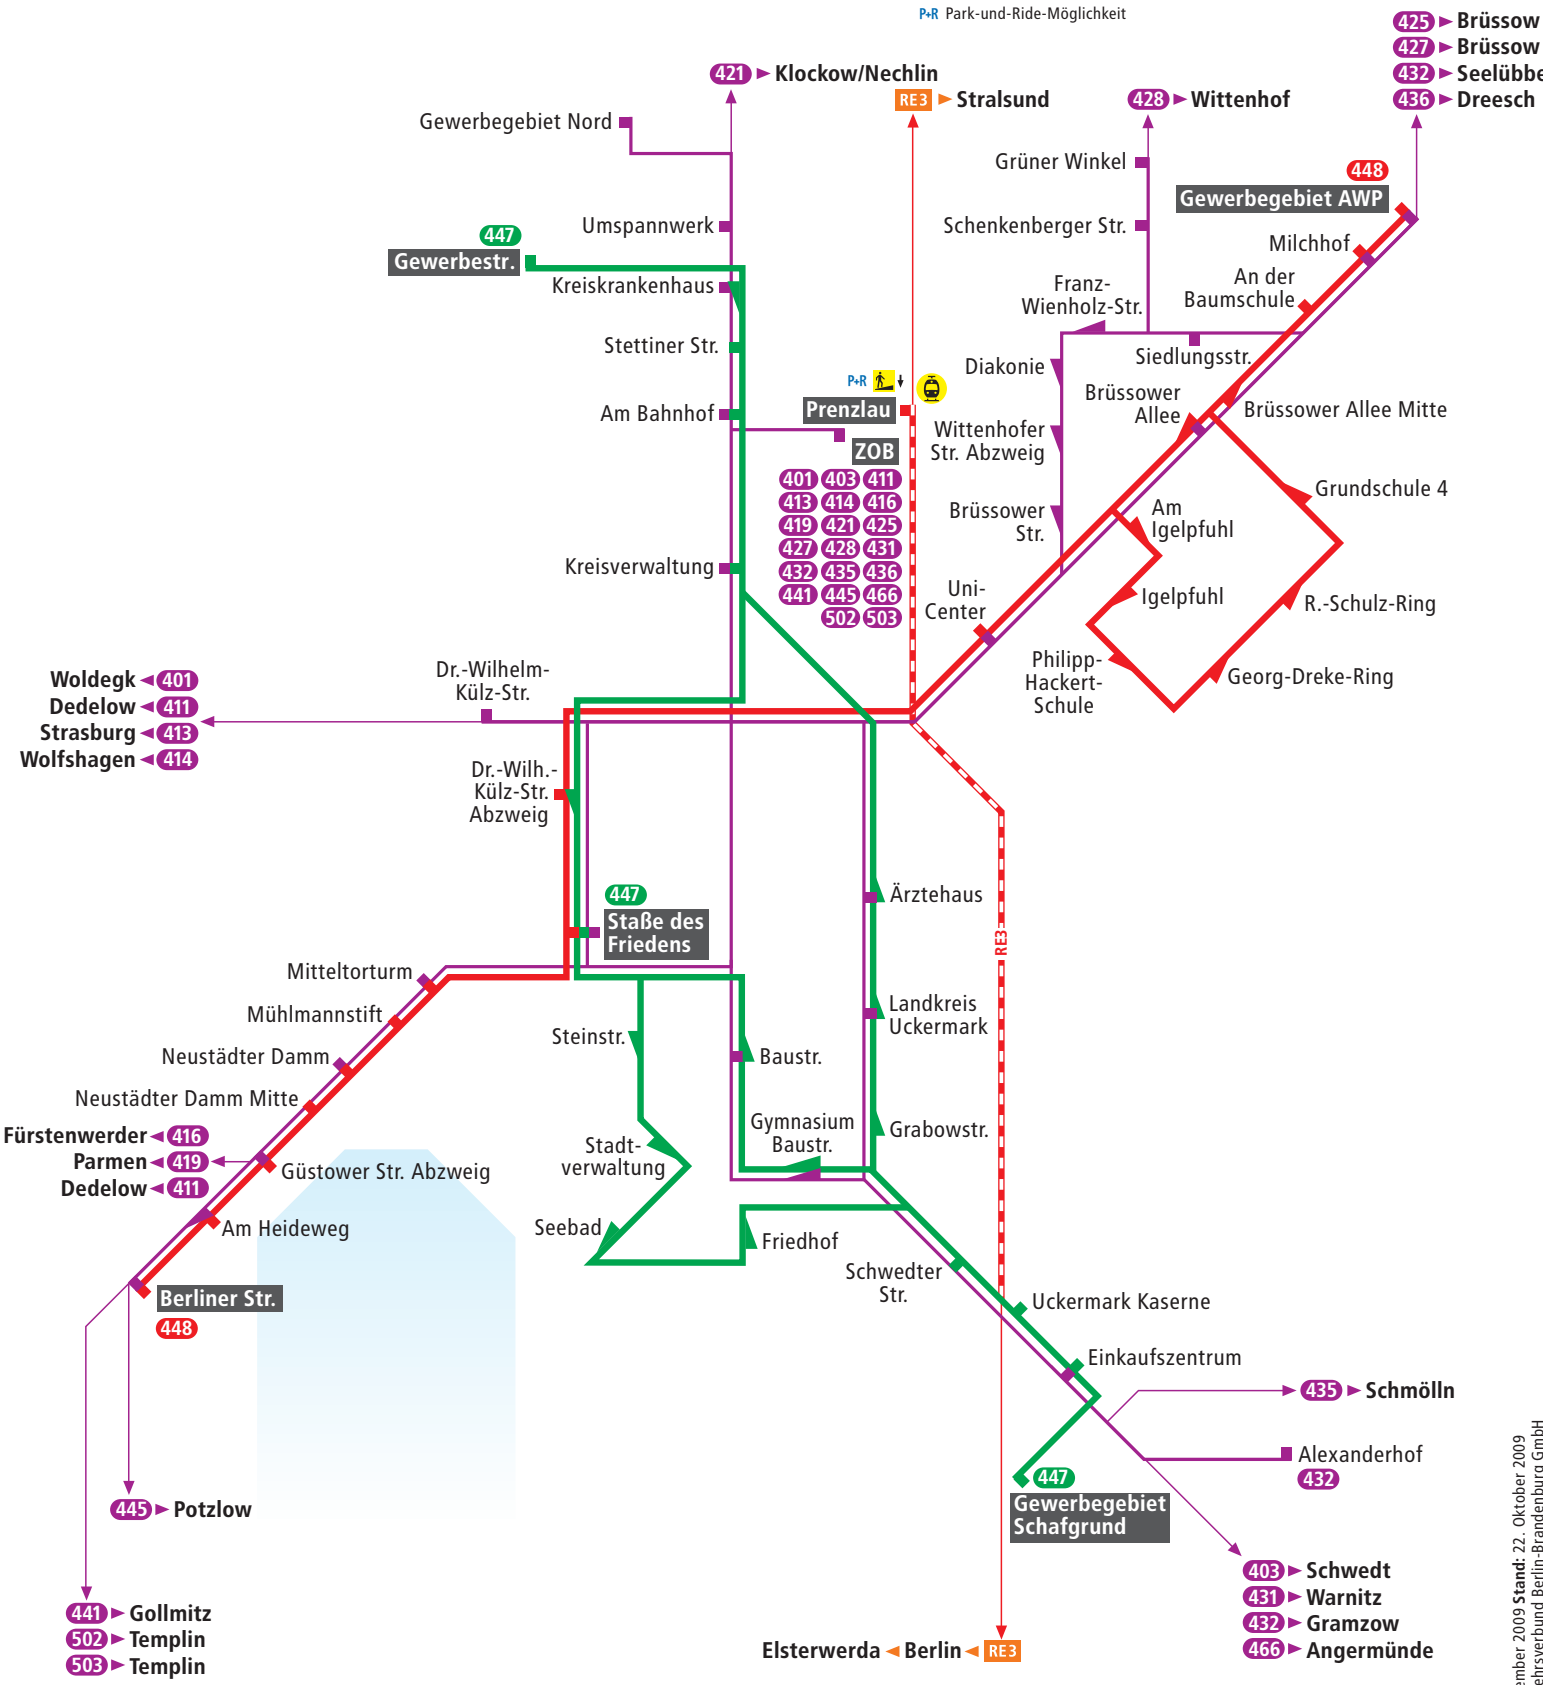 P+R Park-und-Ride-Möglichkeit
425 Brüssow
427 Brüssow
432 Seelübbe
436 Dreesch
421 Klockow/Nechlin
RE3 Stralsund
428 Wittenhof
Gewerbegebiet Nord
Grüner Winkel
448
Gewerbegebiet AWP
Umspannwerk
Schenkenberger Str.
447
Gewerbestr.
Milchhof
Kreiskrankenhaus
An der
Baumschule
Franz-
Wienholz-Str.
Stettiner Str.
Siedlungsstr.
Diakonie
P+R
Prenzlau
Am Bahnhof
Brüssower
Allee
Brüssower Allee Mitte
Wittenhofer
Str. Abzweig
ZOB
401 403 411
413 414 416
419 421 425
427 428 431
432 435 436
441 445 466
502 503
Grundschule 4
Brüssower
Str.
Am
Igelpfuhl
Kreisverwaltung
Uni-
Center
Igelpfuhl
R.-Schulz-Ring
Philipp-
Hackert-
Schule
Georg-Dreke-Ring
Dr.-Wilhelm-
Külz-Str.
Woldegk 401
Dedelow 411
Strasburg 413
Wolfshagen 414
Dr.-Wilh.-
Külz-Str.
Abzweig
447
Staße des
Friedens
Ärztehaus
RE3
Mitteltorturm
Mühlmannstift
Landkreis
Uckermark
Steinstr.
Neustädter Damm
Baustr.
Neustädter Damm Mitte
Gymnasium
Baustr.
Grabowstr.
Fürstenwerder 416
Parmen 419
Dedelow 411
Güstower Str. Abzweig
Stadt-
verwaltung
Am Heideweg
Seebad
Friedhof
Schwedter
Str.
Berliner Str.
448
Uckermark Kaserne
Einkaufszentrum
435 Schmölln
Alexanderhof
432
447
Gewerbegebiet
Schafgrund
445 Potzlow
403 Schwedt
431 Warnitz
432 Gramzow
466 Angermünde
441 Gollmitz
502 Templin
503 Templin
Elsterwerda Berlin RE3
2009 Stand: 22. Oktober 2009
Berlin-Brandenburg GmbH